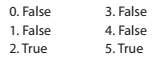 0. False
1. False
2. True
3. False
4. False
5. True